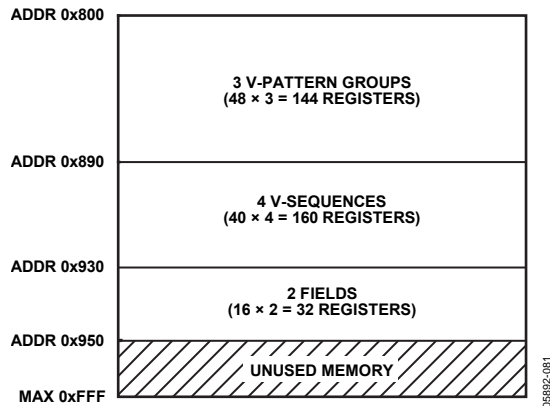 ADDR 0x800
3 V-PATTERN GROUPS
(48 × 3 = 144 REGISTERS)
ADDR 0x890
4 V-SEQUENCES
(40 × 4 = 160 REGISTERS)
ADDR 0x930
2 FIELDS
(16 × 2 = 32 REGISTERS)
ADDR 0x950
UNUSED MEMORY
MAX 0xFFF
05892-081